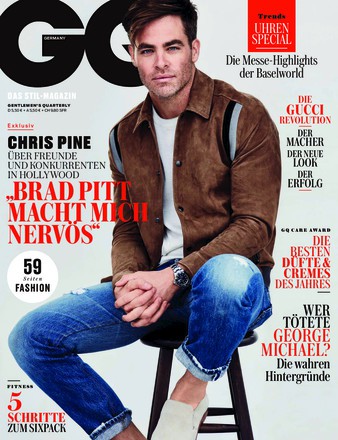 GQ
GERMANY
DAS STIL-MAGAZIN
GENTLEMEN'S QUARTERLY
Exklusiv
CHRIS PINE
ÜBER FREUNDE
UND KONKURRENTEN
IN HOLLYWOOD
„BRAD PITT
MACHT MICH
NERVÖS“
59
Seiten
FASHION
FITNESS
5
SCHRITTE
ZUM SIXPACK
Trends
UHREN
SPECIAL
Die Messe-Highlights
der Baselworld
DIE
GUCCI
REVOLUTION
DER
MACHER
DER NEUE
LOOK
DER
ERFOLG
GQ CARE AWARD
DIE
BESTEN
DÜFTE &
CREMES
DES JAHRES
WER
TÖTETE
GEORGE
MICHAEL?
Die wahren
Hintergründe